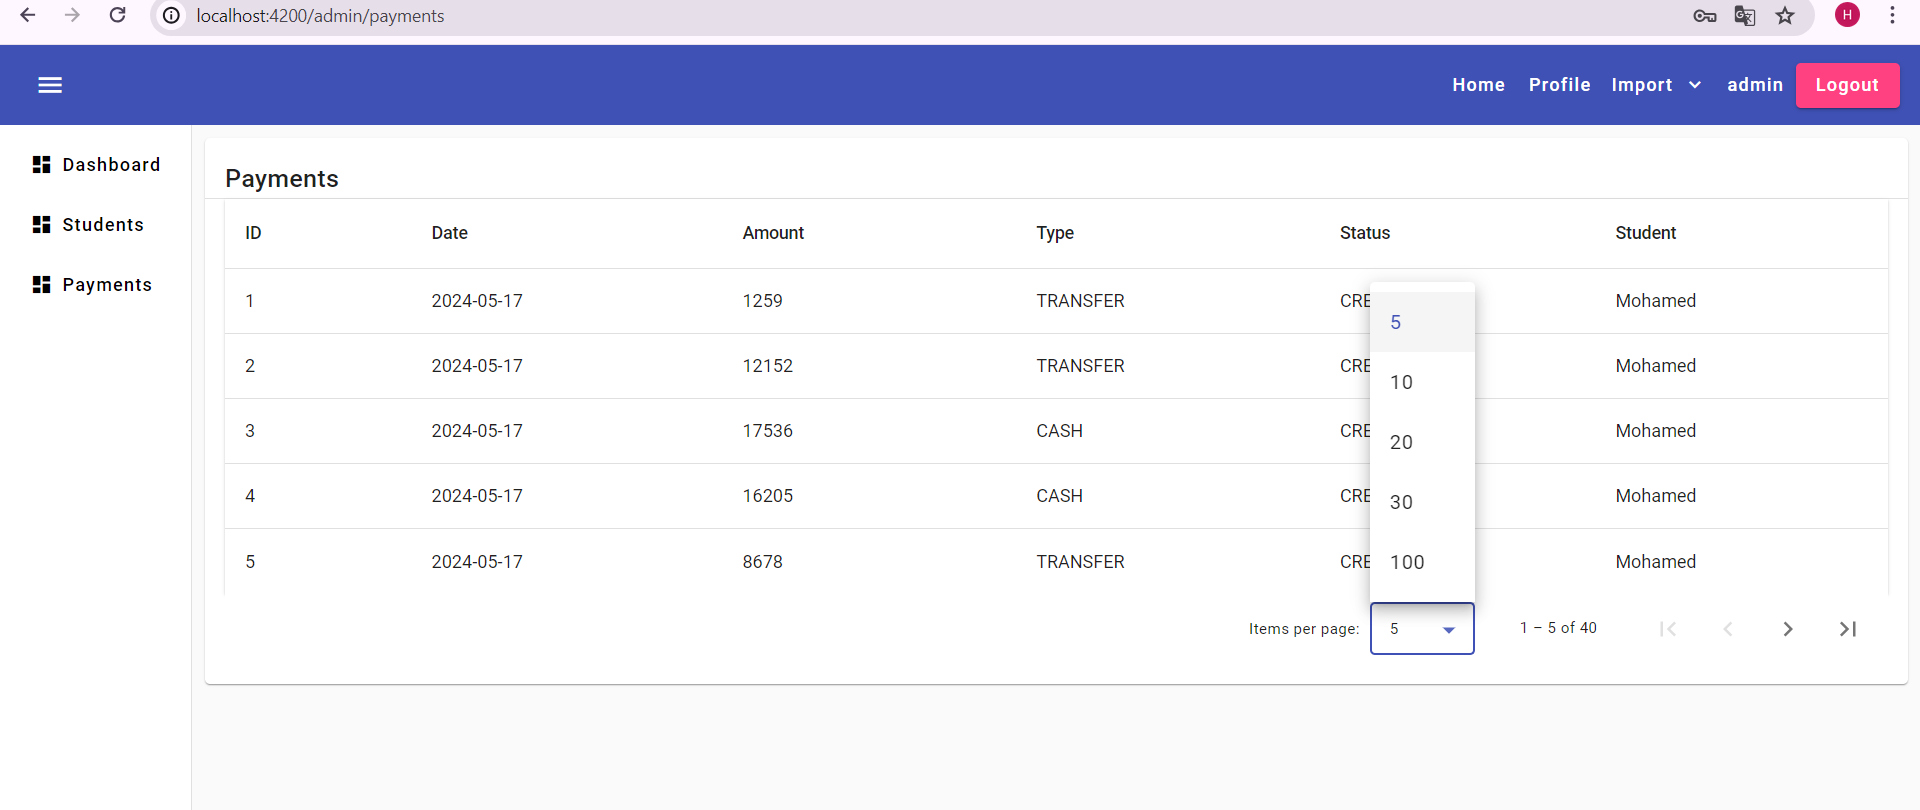 localhost:4200/admin/payments
H
Home Profile Import admin Logout
Dashboard
Students
Payments
Payments
ID Date Amount Type Status Student
1 2024-05-17 1259 TRANSFER CRE Mohamed
2 2024-05-17 12152 TRANSFER CRE Mohamed
3 2024-05-17 17536 CASH CRE Mohamed
4 2024-05-17 16205 CASH CRE Mohamed
5 2024-05-17 8678 TRANSFER CRE Mohamed
5
10
20
30
100
Items per page: 5 1 – 5 of 40